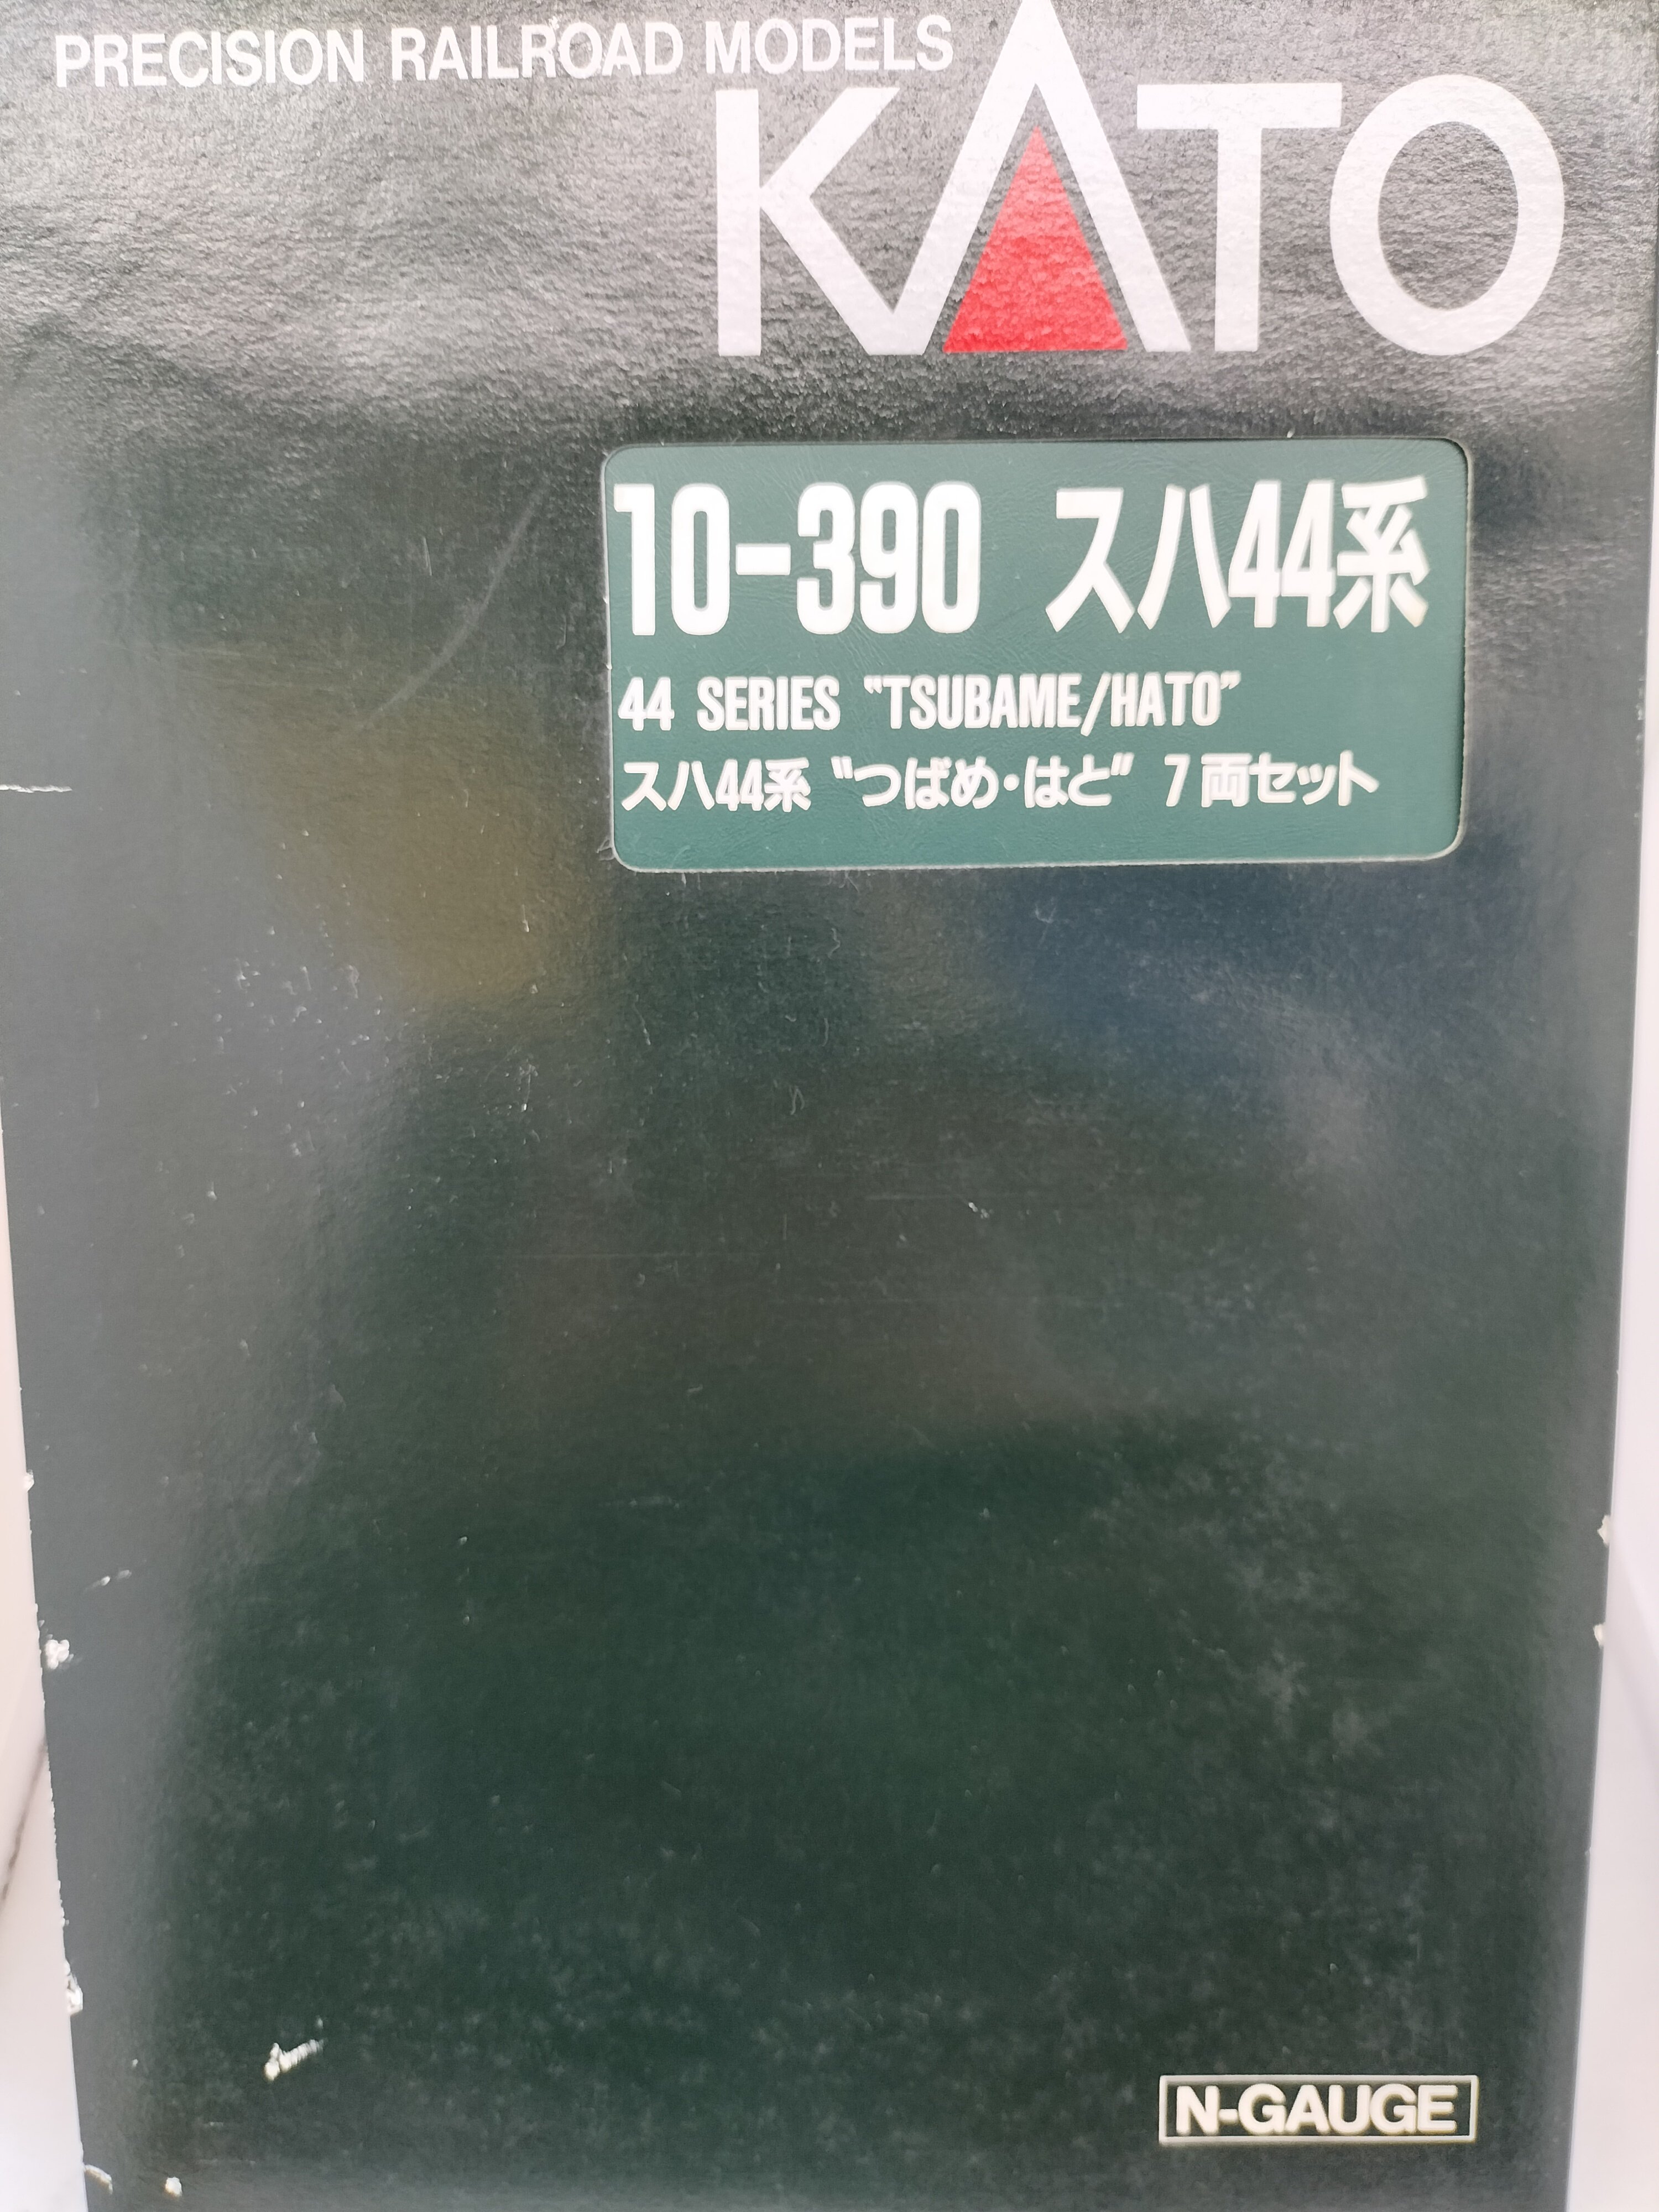 PRECISION RAILROAD MODELS
KATO
10-390 スハ44系
44 SERIES "TSUBAME/HATO"
スハ44系 "つばめ・はと" 7両セット
N-GAUGE